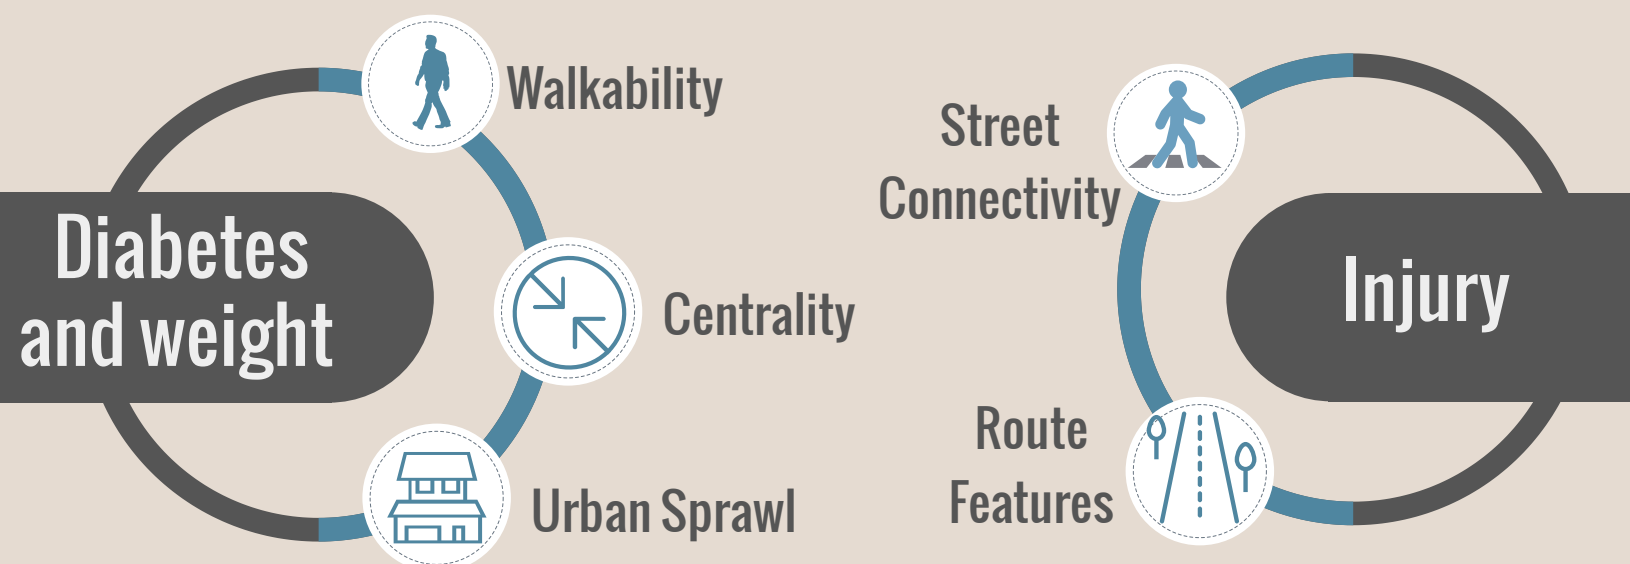 Diabetes
and weight
Walkability
Centrality
Urban Sprawl
Street
Connectivity
Route
Features
Injury